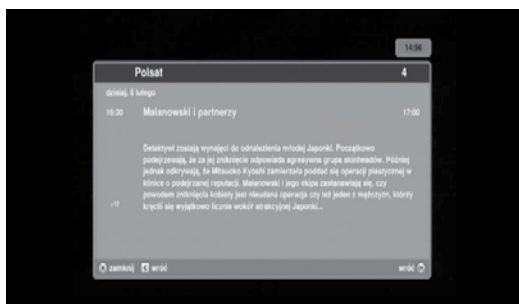 14:56
Polsat 4
dzisiaj, 6 lutego
16:30 Malanowski i partnerzy 17:00
Detektywi zostają wynajęci do odnalezienia młodej Japonki. Początkowo
podejrzewają, że za jej zniknięcie odpowiada agresywna grupa skinheadów. Później
jednak odkrywają, że Mitsuoko Kyoshi zamierzała poddać się operacji plastycznej w
klinice o podejrzanej reputacji. Malanowski i jego ekipa zastanawiają się, czy
powodem zniknięcia kobiety jest nieudana operacja czy też jeden z mężczyzn, którzy
kręcili się wyjątkowo licznie wokół atrakcyjnej Japonki...
+12
zamknij wróć wróć